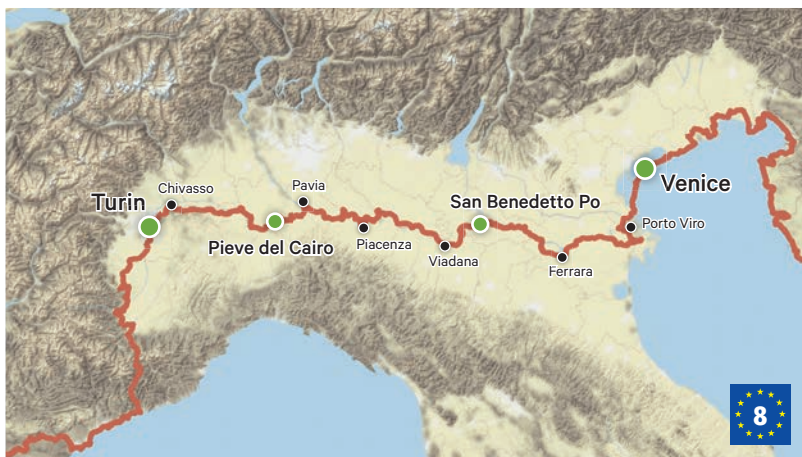 Turin
Chivasso
Pieve del Cairo
Pavia
Piacenza
Viadana
San Benedetto Po
Ferrara
Porto Viro
Venice
8